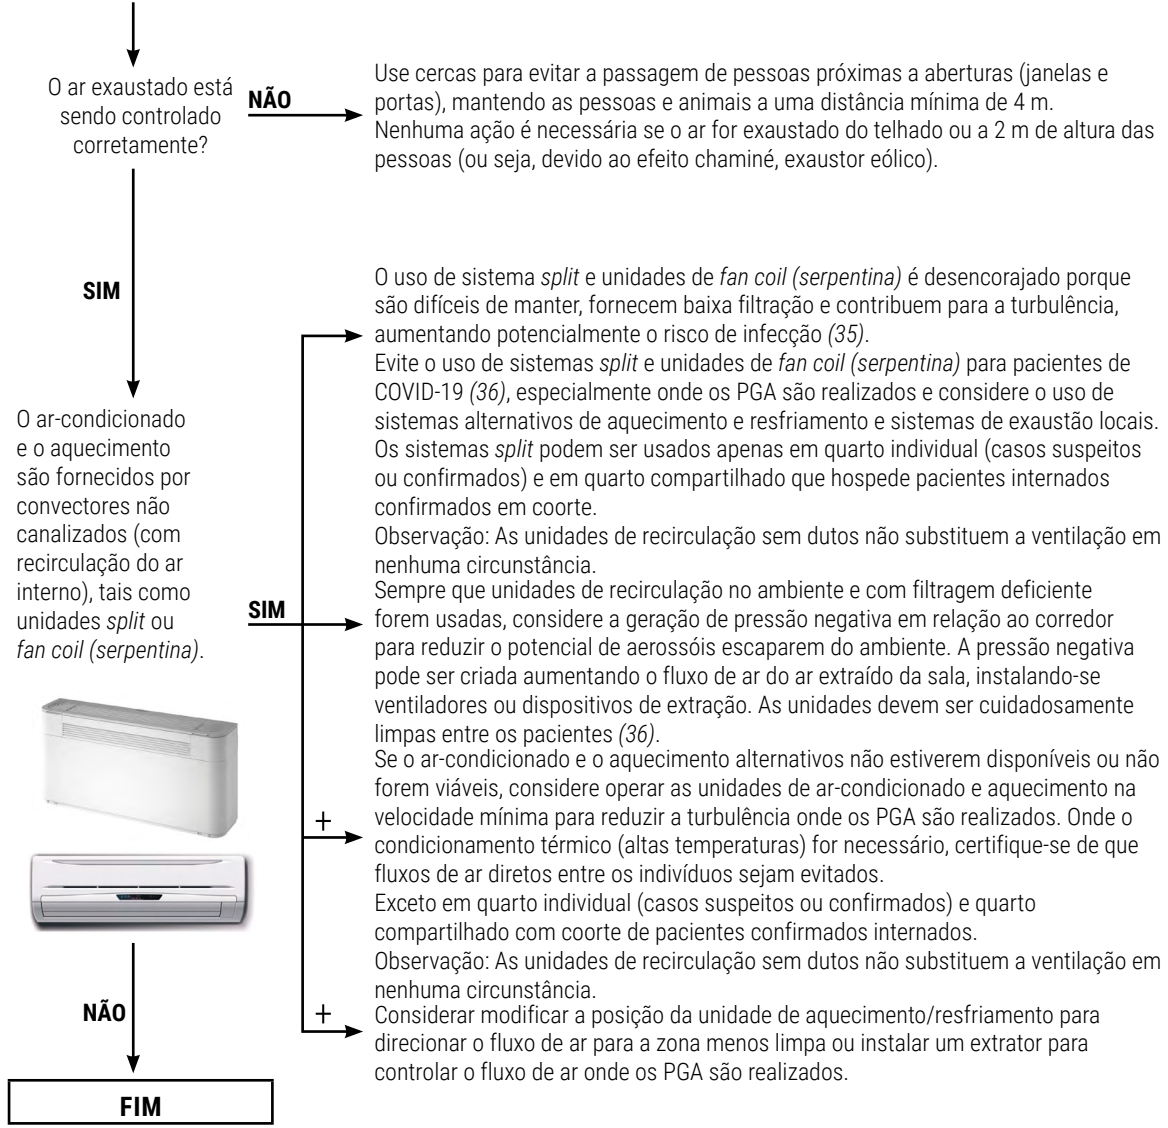 O ar exaustado está
sendo controlado
corretamente?
NÃO
Use cercas para evitar a passagem de pessoas próximas a aberturas (janelas e
portas), mantendo as pessoas e animais a uma distância mínima de 4 m.
Nenhuma ação é necessária se o ar for exaustado do telhado ou a 2 m de altura das
pessoas (ou seja, devido ao efeito chaminé, exaustor eólico).
SIM
O ar-condicionado
e o aquecimento
são fornecidos por
convectores não
canalizados (com
recirculação do ar
interno), tais como
unidades split ou
fan coil (serpentina).
SIM
O uso de sistema split e unidades de fan coil (serpentina) é desencorajado porque
são difíceis de manter, fornecem baixa filtração e contribuem para a turbulência,
aumentando potencialmente o risco de infecção (35).
Evite o uso de sistemas split e unidades de fan coil (serpentina) para pacientes de
COVID-19 (36), especialmente onde os PGA são realizados e considere o uso de
sistemas alternativos de aquecimento e resfriamento e sistemas de exaustão locais.
Os sistemas split podem ser usados apenas em quarto individual (casos suspeitos
ou confirmados) e em quarto compartilhado que hospede pacientes internados
confirmados em coorte.
Observação: As unidades de recirculação sem dutos não substituem a ventilação em
nenhuma circunstância.
Sempre que unidades de recirculação no ambiente e com filtragem deficiente
forem usadas, considere a geração de pressão negativa em relação ao corredor
para reduzir o potencial de aerossóis escaparem do ambiente. A pressão negativa
pode ser criada aumentando o fluxo de ar do ar extraído da sala, instalando-se
ventiladores ou dispositivos de extração. As unidades devem ser cuidadosamente
limpas entre os pacientes (36).
+
Se o ar-condicionado e o aquecimento alternativos não estiverem disponíveis ou não
forem viáveis, considere operar as unidades de ar-condicionado e aquecimento na
velocidade mínima para reduzir a turbulência onde os PGA são realizados. Onde o
condicionamento térmico (altas temperaturas) for necessário, certifique-se de que
fluxos de ar diretos entre os indivíduos sejam evitados.
Exceto em quarto individual (casos suspeitos ou confirmados) e quarto
compartilhado com coorte de pacientes confirmados internados.
Observação: As unidades de recirculação sem dutos não substituem a ventilação em
nenhuma circunstância.
+
Considerar modificar a posição da unidade de aquecimento/resfriamento para
direcionar o fluxo de ar para a zona menos limpa ou instalar um extrator para
controlar o fluxo de ar onde os PGA são realizados.
NÃO
FIM